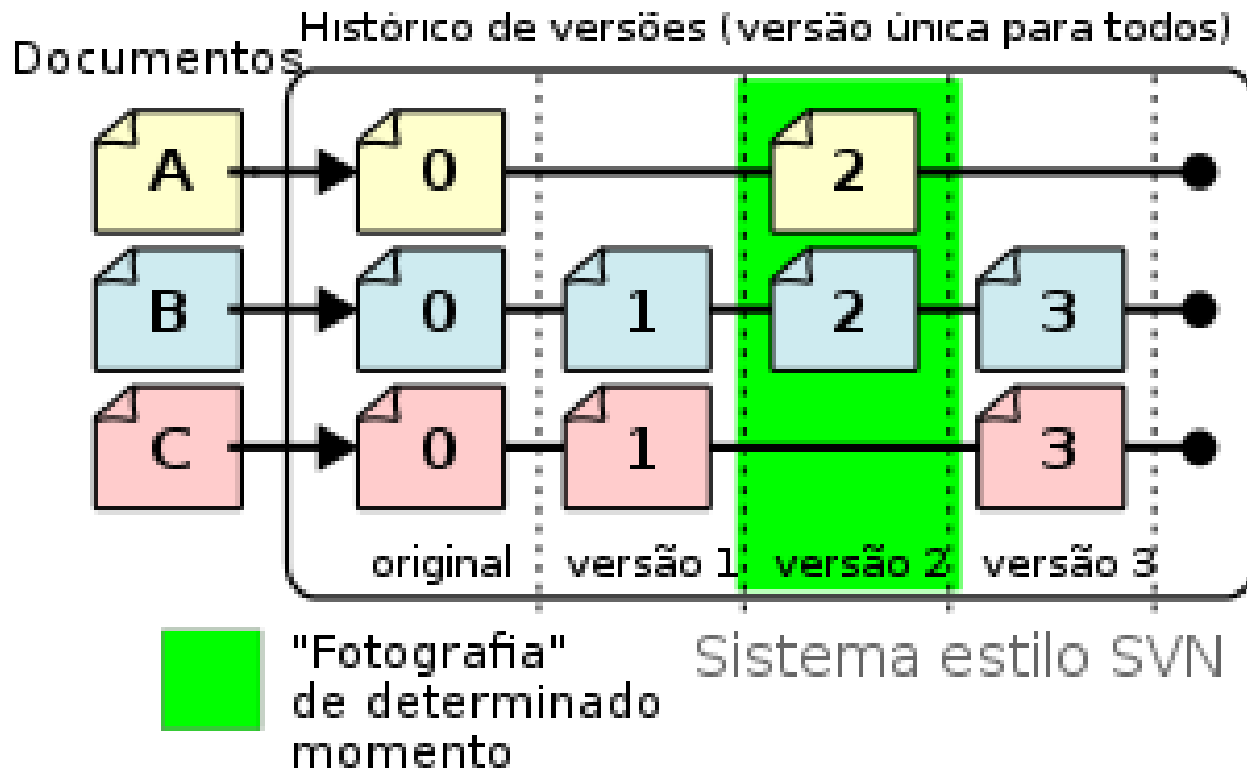 Histórico de versões (versão única para todos)
Documentos
A 0 2
B 0 1 2 3
C 0 1 3
original versão 1 versão 2 versão 3
"Fotografia"
de determinado
momento
Sistema estilo SVN